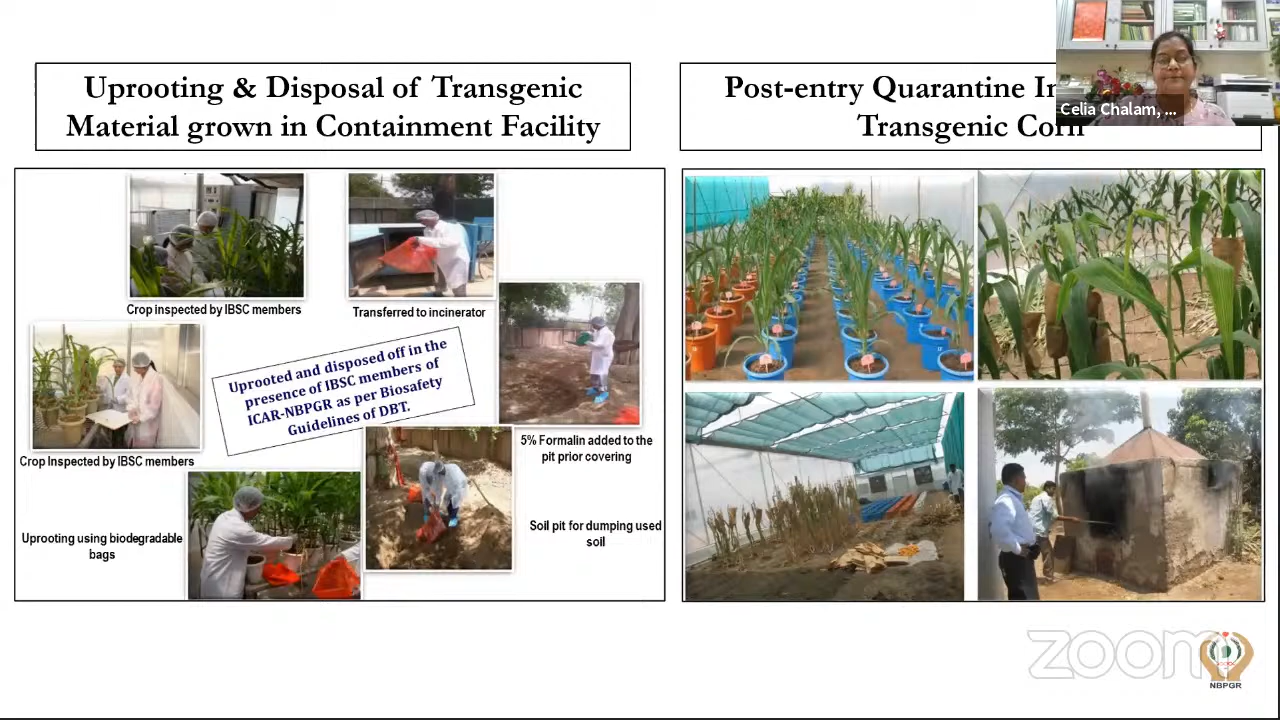 Uprooting & Disposal of Transgenic
Material grown in Containment Facility
Post-entry Quarantine
Transgenic Corn
Celia Chalam, ...
Crop inspected by IBSC members
Transferred to incinerator
Uprooted and disposed off in the
presence of IBSC members of
ICAR-NBPGR as per Biosafety
Guidelines of DBT.
5% Formalin added to the
pit prior covering
Crop Inspected by IBSC members
Uprooting using biodegradable
bags
Soil pit for dumping used
soil
zoom
NBPGR